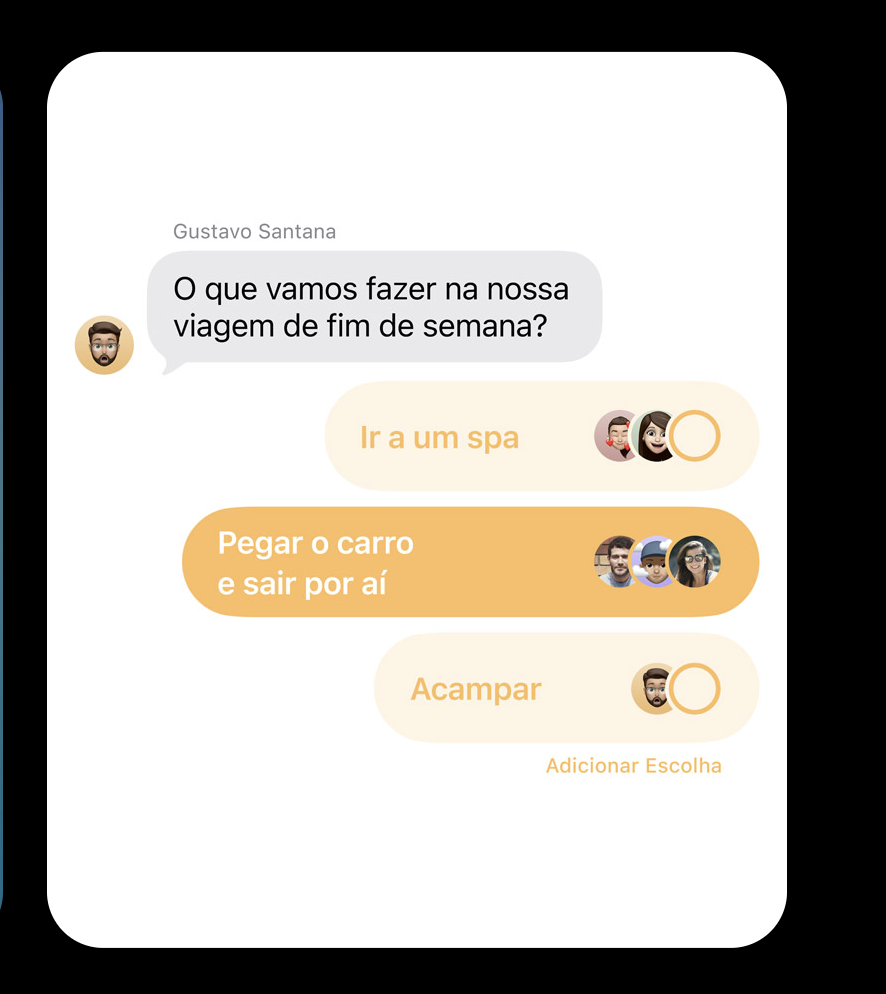 Gustavo Santana
O que vamos fazer na nossa
viagem de fim de semana?
Ir a um spa
Pegar o carro
e sair por aí
Acampar
Adicionar Escolha